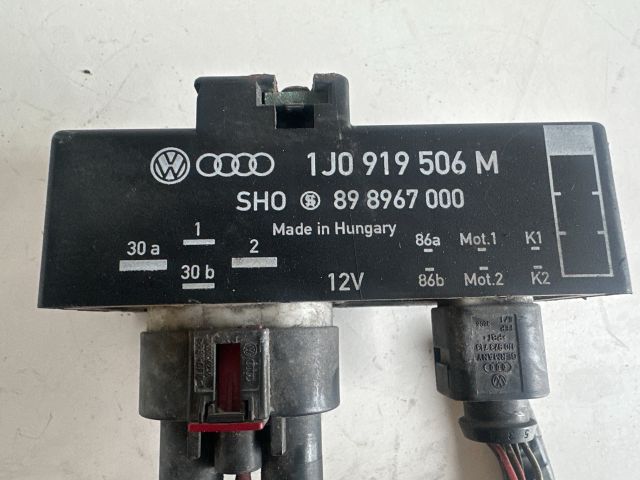 1J0 919 506 M
SHO 89 8967 000
Made in Hungary
30 a 1 2
30 b
12V
86a Mot.1 K1
86b Mot.2 K2
GERMANY